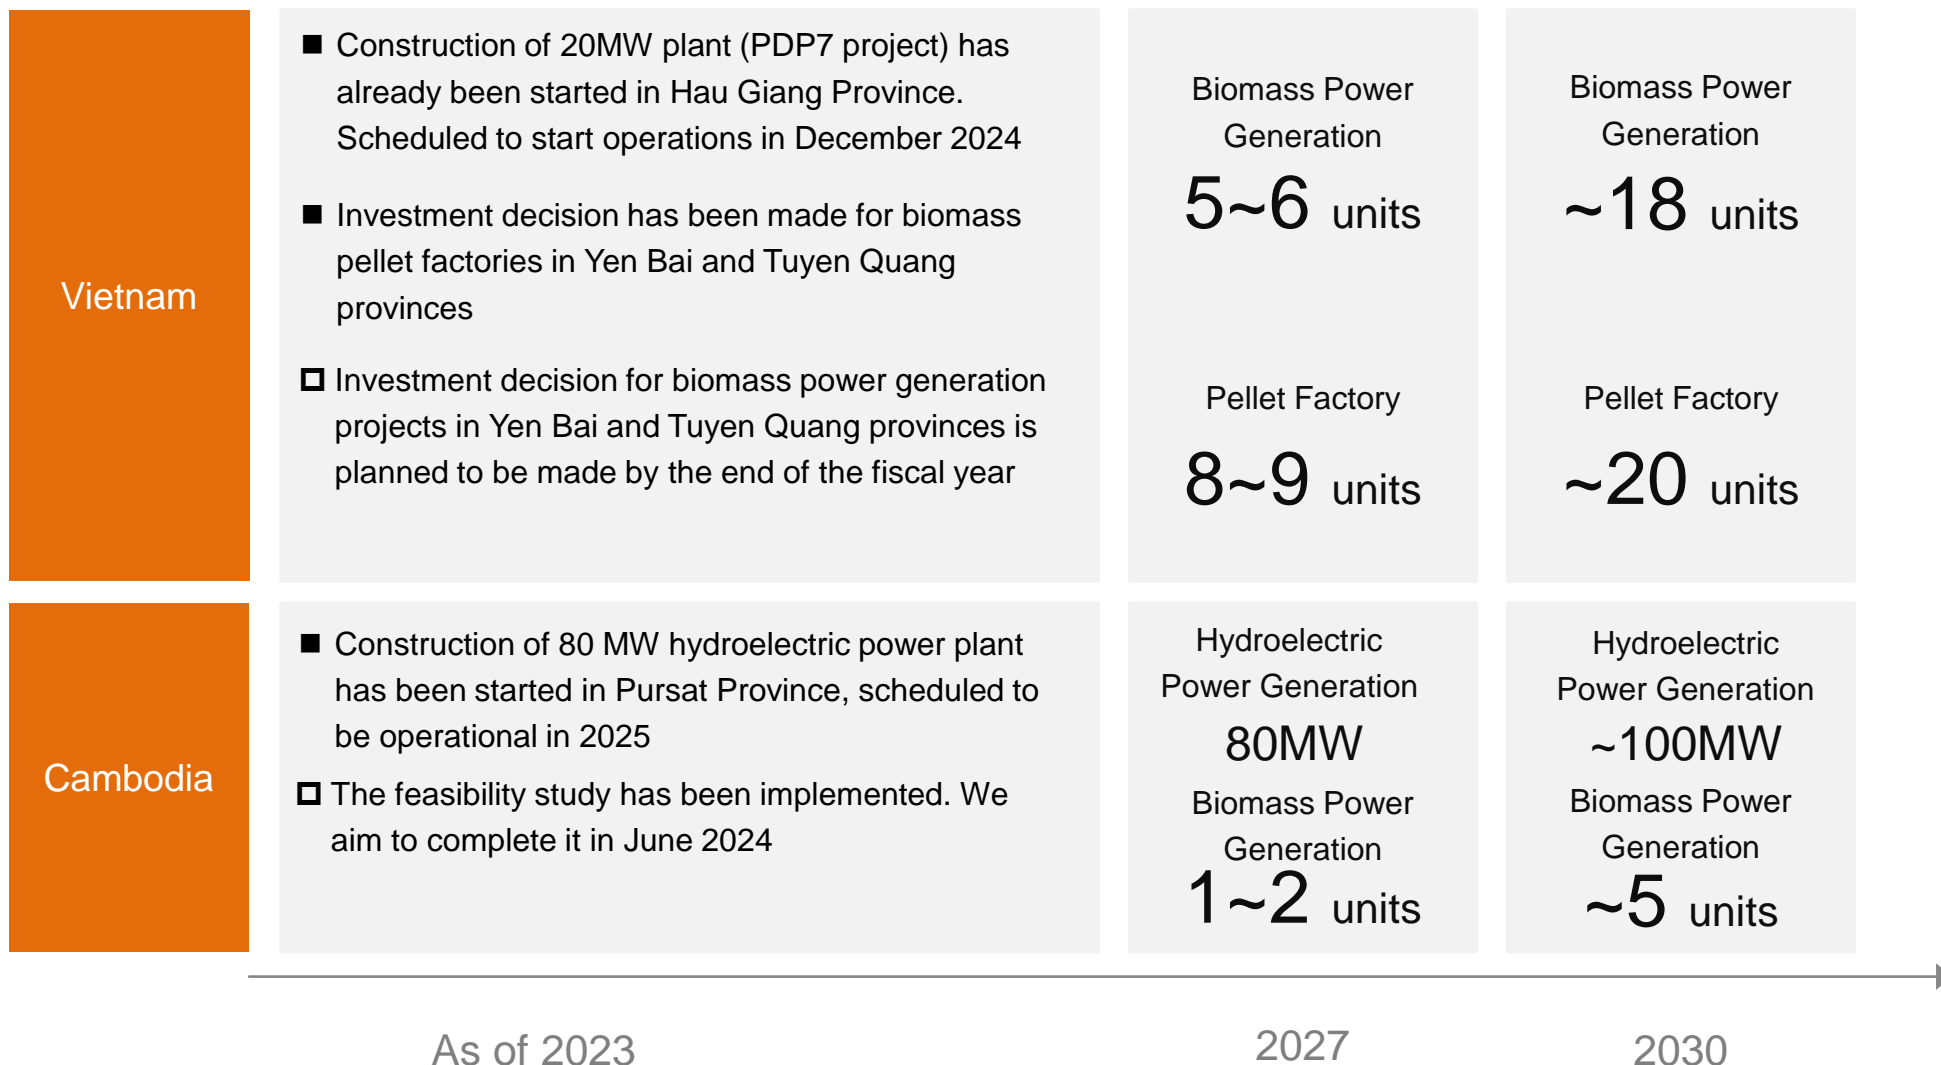 Vietnam
■ Construction of 20MW plant (PDP7 project) has
already been started in Hau Giang Province.
Scheduled to start operations in December 2024
■ Investment decision has been made for biomass
pellet factories in Yen Bai and Tuyen Quang
provinces
□ Investment decision for biomass power generation
projects in Yen Bai and Tuyen Quang provinces is
planned to be made by the end of the fiscal year
Biomass Power
Generation
5~6 units
Pellet Factory
8~9 units
Biomass Power
Generation
~18 units
Pellet Factory
~20 units
Cambodia
■ Construction of 80 MW hydroelectric power plant
has been started in Pursat Province, scheduled to
be operational in 2025
□ The feasibility study has been implemented. We
aim to complete it in June 2024
Hydroelectric
Power Generation
80MW
Biomass Power
Generation
1~2 units
Hydroelectric
Power Generation
~100MW
Biomass Power
Generation
~5 units
As of 2023
2027
2030